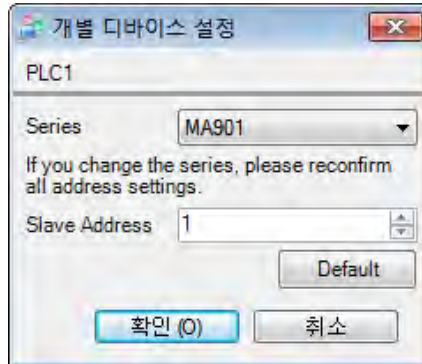 개별 디바이스 설정
PLC1
Series MA901
If you change the series, please reconfirm
all address settings.
Slave Address 1
Default
확인 (O) 취소